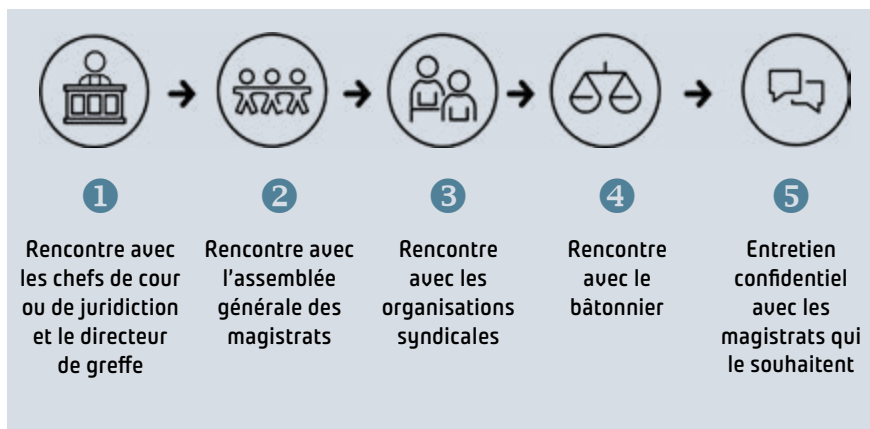 1
Rencontre avec
les chefs de cour
ou de juridiction
et le directeur
de greffe
2
Rencontre avec
l'assemblée
générale des
magistrats
3
Rencontre
avec les
organisations
syndicales
4
Rencontre
avec le
bâtonnier
5
Entretien
confidentiel
avec les
magistrats qui
le souhaitent